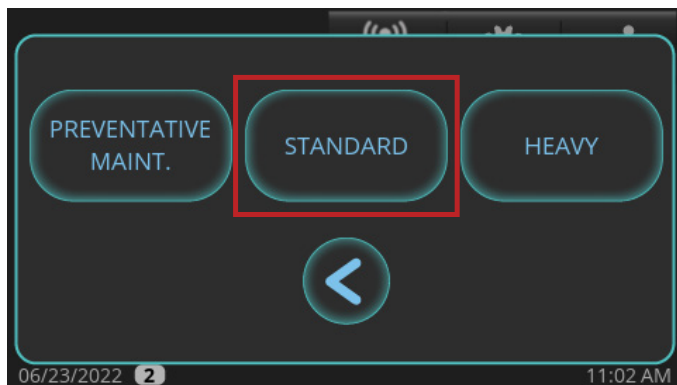 PREVENTATIVE
MAINT.
STANDARD
HEAVY
06/23/2022 2
11:02 AM